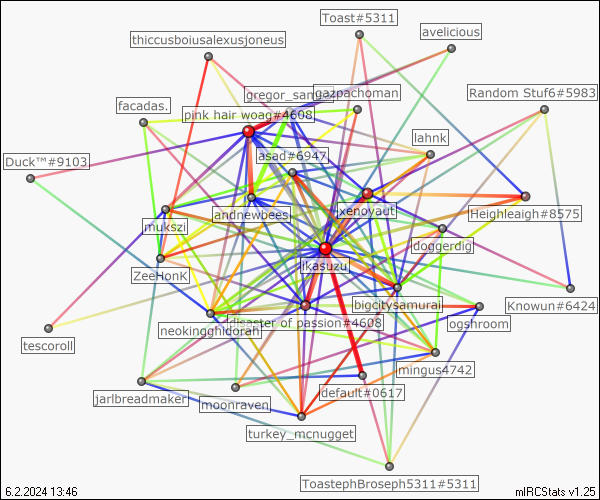 Toast#5311
avelicious
thiccusboiusalexusjoneus
gazpachoman
Random Stuf6#5983
facadas.
pink hair woag#4608
lahnk
asad#6947
Duck™#9103
mukszi
andnewbees
xenoyaut
Heighleaigh#8575
doggerdig
ZeeHonK
ikasuzu
bigcitysamurai
Knowun#6424
neokingghidorah
disaster of passion#4608
ogshroom
tescoroll
mingus4742
jarlbreadmaker
moonraven
default#0617
turkey_mcnugget
ToastephBroseph5311#5311
6.2.2024 13:46
mIRCStats v1.25